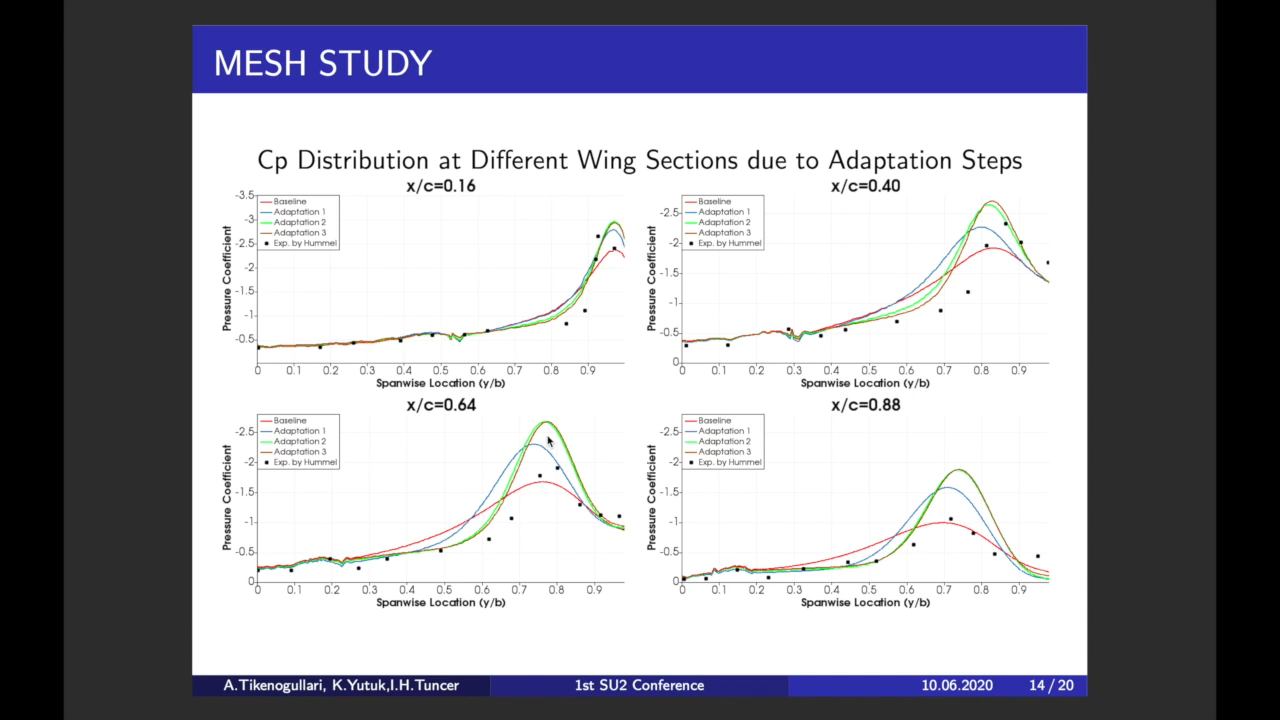 MESH STUDY
Cp Distribution at Different Wing Sections due to Adaptation Steps
x/c=0.16
Baseline
Adaptation 1
Adaptation 2
Adaptation 3
Exp. by Hummel
Pressure Coefficient
-3.5
-3
-2.5
-2
-1.5
-1
-0.5
0 0.1 0.2 0.3 0.4 0.5 0.6 0.7 0.8 0.9
Spanwise Location (y/b)
x/c=0.40
Baseline
Adaptation 1
Adaptation 2
Adaptation 3
Exp. by Hummel
Pressure Coefficient
-2.5
-2
-1.5
-1
-0.5
0
0 0.1 0.2 0.3 0.4 0.5 0.6 0.7 0.8 0.9
Spanwise Location (y/b)
x/c=0.64
Baseline
Adaptation 1
Adaptation 2
Adaptation 3
Exp. by Hummel
Pressure Coefficient
-2.5
-2
-1.5
-1
-0.5
0
0 0.1 0.2 0.3 0.4 0.5 0.6 0.7 0.8 0.9
Spanwise Location (y/b)
x/c=0.88
Baseline
Adaptation 1
Adaptation 2
Adaptation 3
Exp. by Hummel
Pressure Coefficient
-2.5
-2
-1.5
-1
-0.5
0
0 0.1 0.2 0.3 0.4 0.5 0.6 0.7 0.8 0.9
Spanwise Location (y/b)
A.Tikenogullari, K.Yutuk,I.H.Tuncer
1st SU2 Conference
10.06.2020
14 / 20